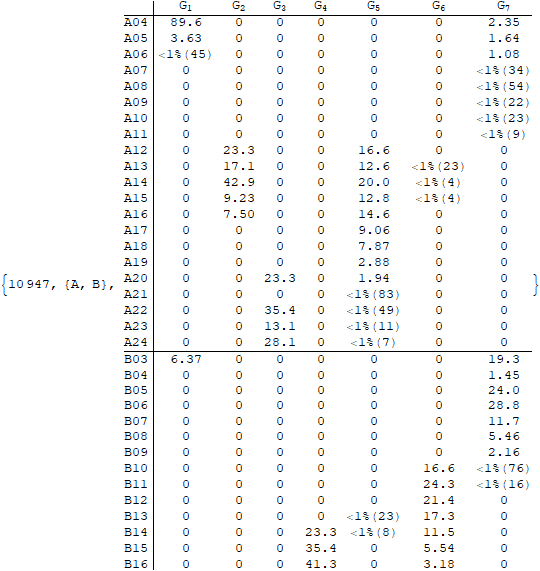 G₁ G₂ G₃ G₄ G₅ G₆ G₇
A04 89.6 0 0 0 0 0 2.35
A05 3.63 0 0 0 0 0 1.64
A06 <1%(45) 0 0 0 0 0 1.08
A07 0 0 0 0 0 0 <1%(34)
A08 0 0 0 0 0 0 <1%(54)
A09 0 0 0 0 0 0 <1%(22)
A10 0 0 0 0 0 0 <1%(23)
A11 0 0 0 0 0 0 <1%(9)
A12 0 23.3 0 0 16.6 0 0
A13 0 17.1 0 0 12.6 <1%(23) 0
A14 0 42.9 0 0 20.0 <1%(4) 0
A15 0 9.23 0 0 12.8 <1%(4) 0
A16 0 7.50 0 0 14.6 0 0
A17 0 0 0 0 9.06 0 0
A18 0 0 0 0 7.87 0 0
A19 0 0 0 0 2.88 0 0
{10947, {A, B}, A20 0 0 23.3 0 1.94 0 0 }
A21 0 0 0 0 <1%(83) 0 0
A22 0 0 35.4 0 <1%(49) 0 0
A23 0 0 13.1 0 <1%(11) 0 0
A24 0 0 28.1 0 <1%(7) 0 0
B03 6.37 0 0 0 0 0 19.3
B04 0 0 0 0 0 0 1.45
B05 0 0 0 0 0 0 24.0
B06 0 0 0 0 0 0 28.8
B07 0 0 0 0 0 0 11.7
B08 0 0 0 0 0 0 5.46
B09 0 0 0 0 0 0 2.16
B10 0 0 0 0 0 16.6 <1%(76)
B11 0 0 0 0 0 24.3 <1%(16)
B12 0 0 0 0 0 21.4 0
B13 0 0 0 0 <1%(23) 17.3 0
B14 0 0 0 23.3 <1%(8) 11.5 0
B15 0 0 0 35.4 0 5.54 0
B16 0 0 0 41.3 0 3.18 0